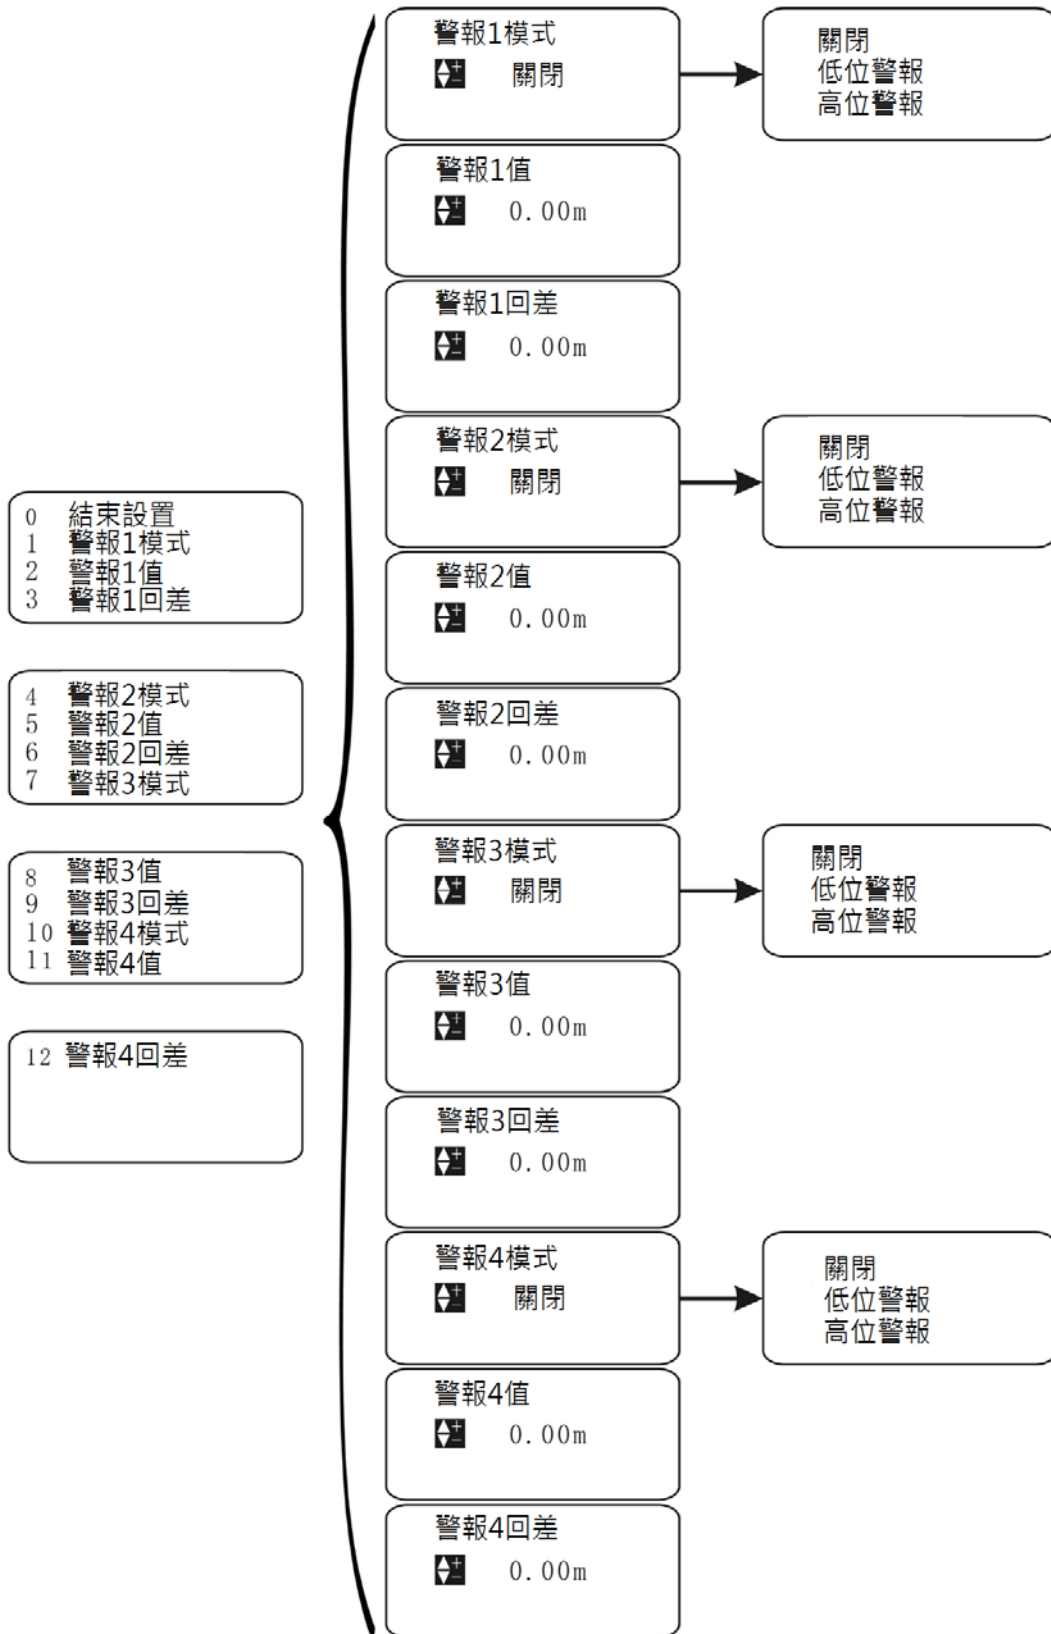 0 結束設置
1 警報1模式
2 警報1值
3 警報1回差
4 警報2模式
5 警報2值
6 警報2回差
7 警報3模式
8 警報3值
9 警報3回差
10 警報4模式
11 警報4值
12 警報4回差
警報1模式
關閉
警報1值
0.00m
警報1回差
0.00m
警報2模式
關閉
警報2值
0.00m
警報2回差
0.00m
警報3模式
關閉
警報3值
0.00m
警報3回差
0.00m
警報4模式
關閉
警報4值
0.00m
警報4回差
0.00m
關閉
低位警報
高位警報
關閉
低位警報
高位警報
關閉
低位警報
高位警報
關閉
低位警報
高位警報